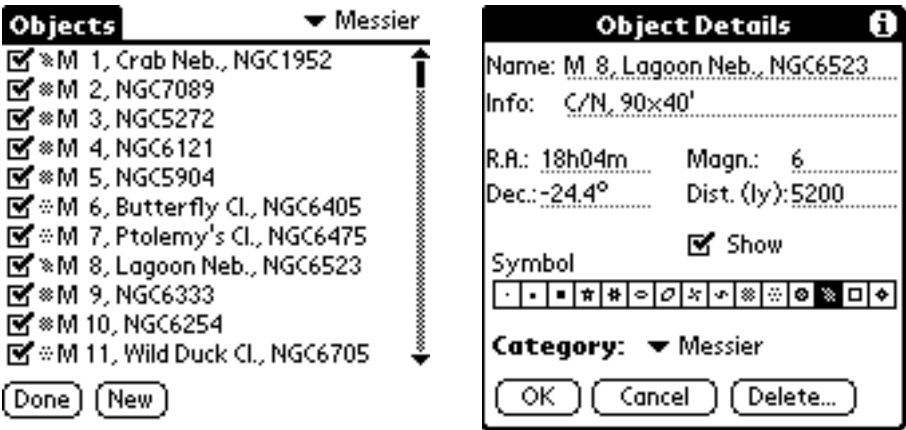 Objects
Messier
M 1, Crab Neb., NGC1952
M 2, NGC7089
M 3, NGC5272
M 4, NGC6121
M 5, NGC5904
M 6, Butterfly Cl., NGC6405
M 7, Ptolemy's Cl., NGC6475
M 8, Lagoon Neb., NGC6523
M 9, NGC6333
M 10, NGC6254
M 11, Wild Duck Cl., NGC6705
Done New
Object Details i
Name: M 8, Lagoon Neb., NGC6523
Info: C/N, 90×40'
R.A.: 18h04m Magn.: 6
Dec.: -24.4° Dist. (ly): 5200
Show
Symbol
Category: Messier
OK Cancel Delete...